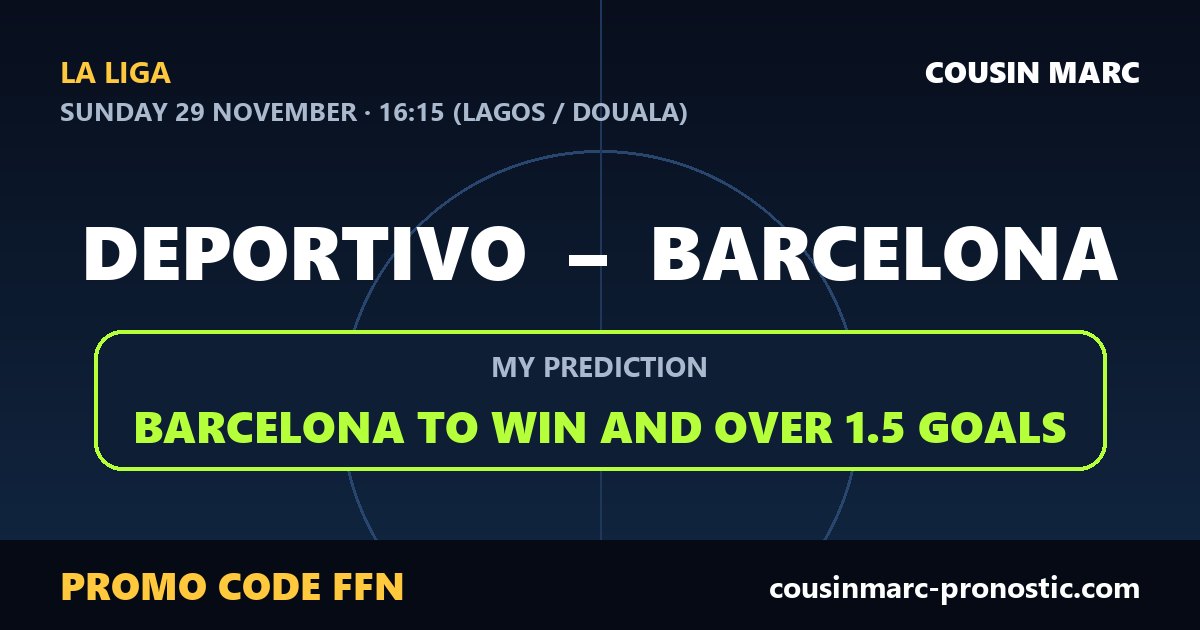 LA LIGA
COUSIN MARC
SUNDAY 29 NOVEMBER · 16:15 (LAGOS / DOUALA)
DEPORTIVO – BARCELONA
MY PREDICTION
BARCELONA TO WIN AND OVER 1.5 GOALS
PROMO CODE FFN
cousinmarc-pronostic.com